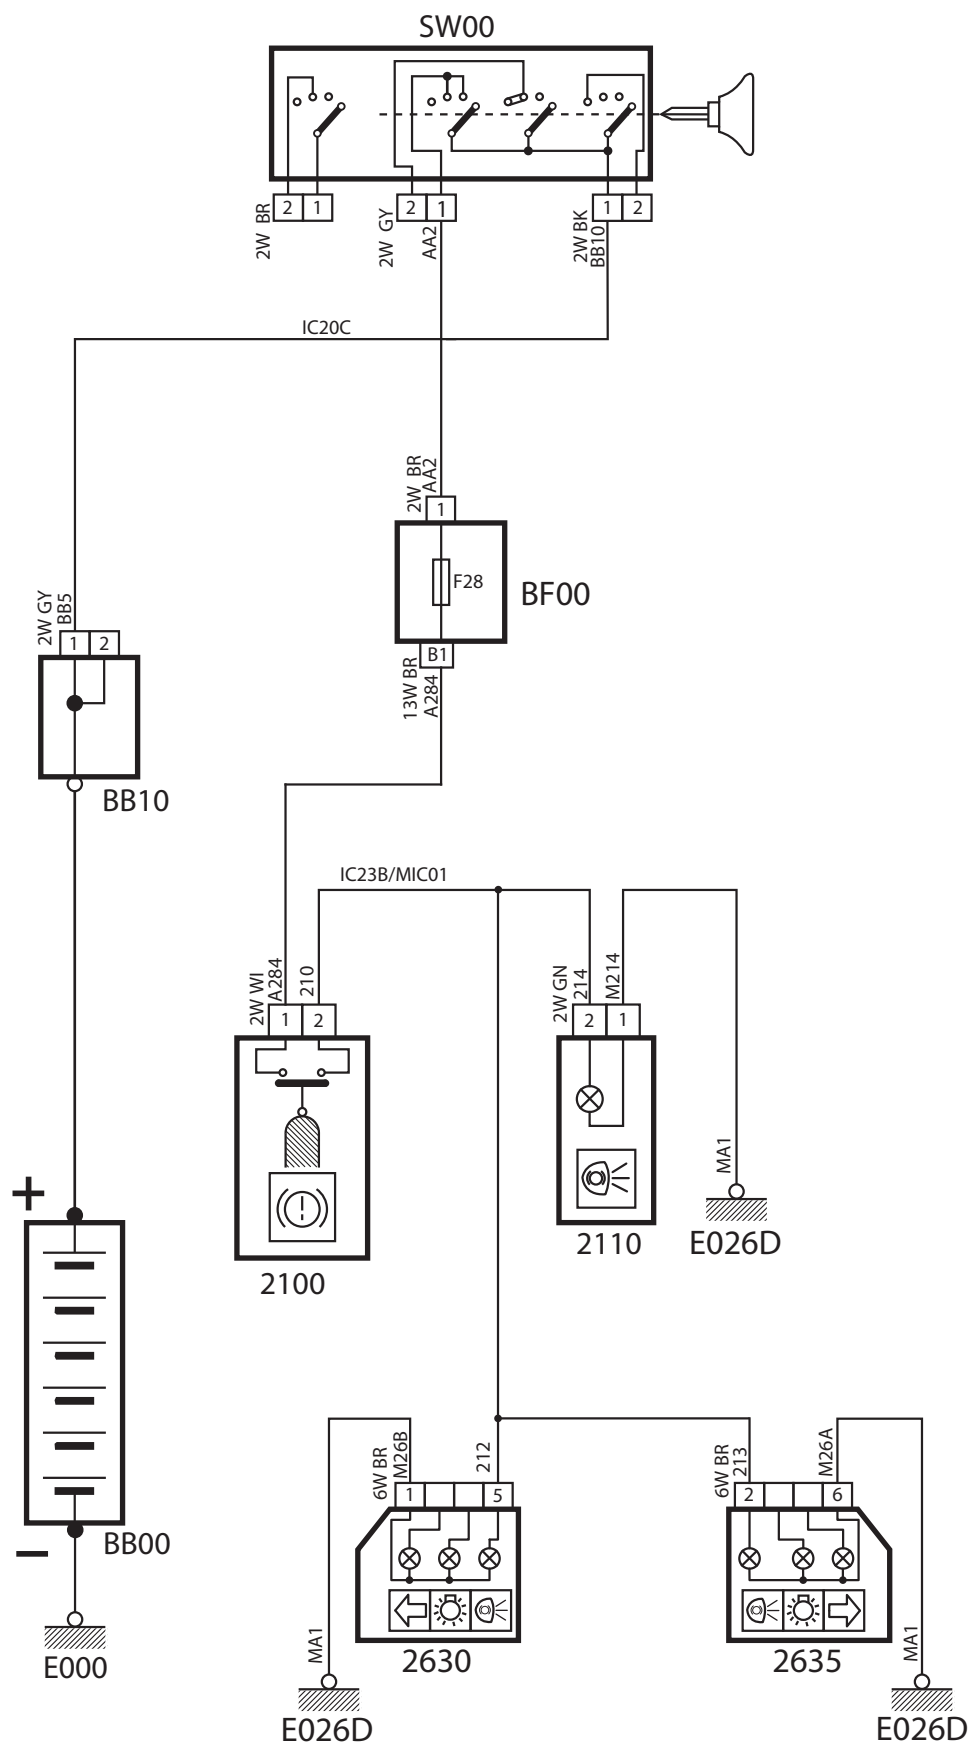 SW00
2W BR
2
1
2W GY
2
1
AA2
2W BK
BB10
1
2
IC20C
2W BR
AA2
1
F28
BF00
B1
13W BR
A284
2W GY
BB5
1
2
BB10
IC23B/MIC01
2W WI
A284
210
1
2
2100
2W GN
214
M214
2
1
2110
MA1
E026D
+
−
BB00
E000
6W BR
M26B
212
1
5
2630
MA1
E026D
6W BR
213
M26A
2
6
2635
MA1
E026D